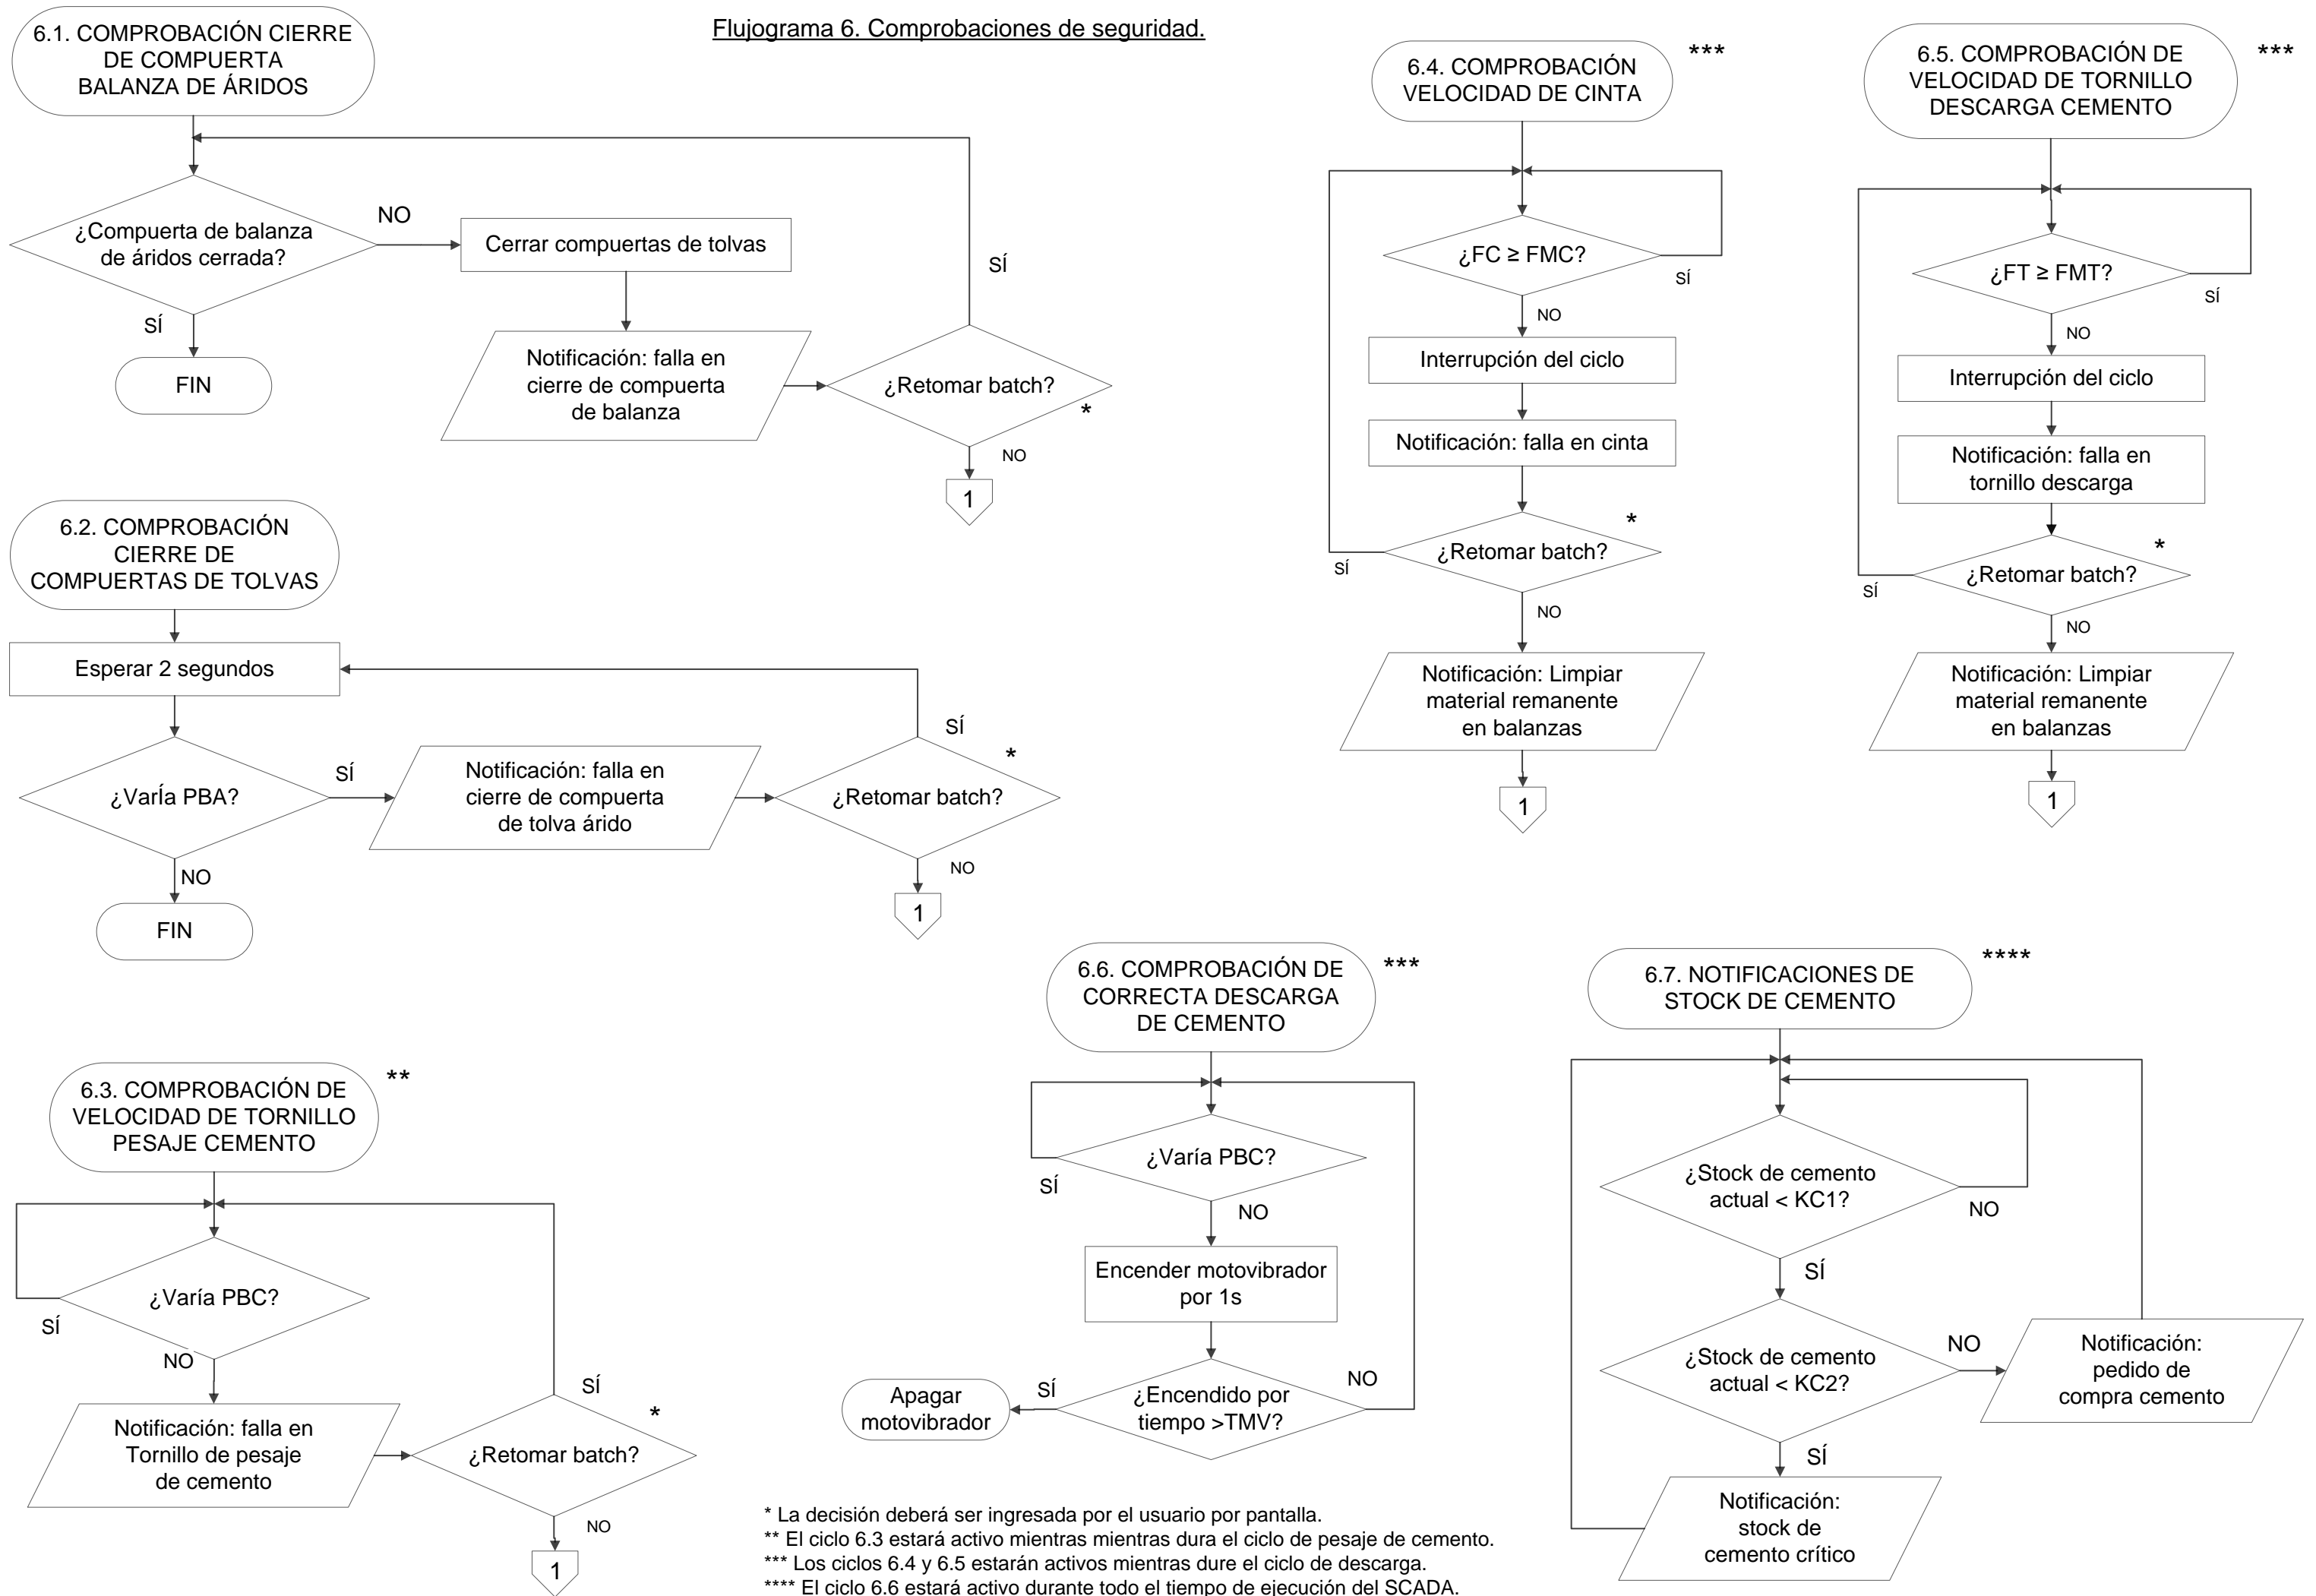 Flujograma 6. Comprobaciones de seguridad.
6.1. COMPROBACIÓN CIERRE
DE COMPUERTA
BALANZA DE ÁRIDOS
¿Compuerta de balanza
de áridos cerrada?
NO
SÍ
FIN
Cerrar compuertas de tolvas
Notificación: falla en
cierre de compuerta
de balanza
SÍ
¿Retomar batch?
*
NO
1
6.2. COMPROBACIÓN
CIERRE DE
COMPUERTAS DE TOLVAS
Esperar 2 segundos
¿VarÍa PBA?
SÍ
NO
FIN
Notificación: falla en
cierre de compuerta
de tolva árido
SÍ
*
¿Retomar batch?
NO
1
6.3. COMPROBACIÓN DE
VELOCIDAD DE TORNILLO
PESAJE CEMENTO
**
¿Varía PBC?
SÍ
NO
Notificación: falla en
Tornillo de pesaje
de cemento
SÍ
*
¿Retomar batch?
NO
1
6.4. COMPROBACIÓN
VELOCIDAD DE CINTA
***
¿FC ≥ FMC?
SÍ
NO
Interrupción del ciclo
Notificación: falla en cinta
*
¿Retomar batch?
SÍ
NO
Notificación: Limpiar
material remanente
en balanzas
1
6.5. COMPROBACIÓN DE
VELOCIDAD DE TORNILLO
DESCARGA CEMENTO
***
¿FT ≥ FMT?
SÍ
NO
Interrupción del ciclo
Notificación: falla en
tornillo descarga
*
¿Retomar batch?
SÍ
NO
Notificación: Limpiar
material remanente
en balanzas
1
6.6. COMPROBACIÓN DE
CORRECTA DESCARGA
DE CEMENTO
***
¿Varía PBC?
SÍ
NO
Encender motovibrador
por 1s
¿Encendido por
tiempo >TMV?
NO
SÍ
Apagar
motovibrador
6.7. NOTIFICACIONES DE
STOCK DE CEMENTO
****
¿Stock de cemento
actual < KC1?
NO
SÍ
¿Stock de cemento
actual < KC2?
NO
Notificación:
pedido de
compra cemento
SÍ
Notificación:
stock de
cemento crítico
* La decisión deberá ser ingresada por el usuario por pantalla.
** El ciclo 6.3 estará activo mientras mientras dura el ciclo de pesaje de cemento.
*** Los ciclos 6.4 y 6.5 estarán activos mientras dure el ciclo de descarga.
**** El ciclo 6.6 estará activo durante todo el tiempo de ejecución del SCADA.